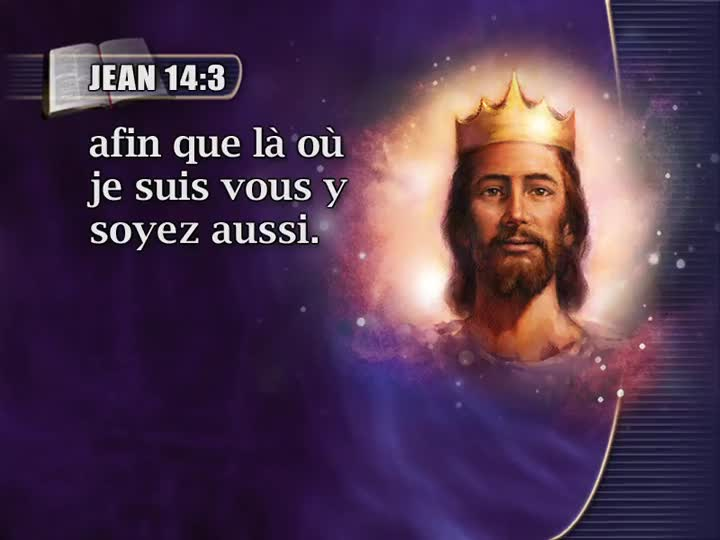 JEAN 14:3
afin que là où
je suis vous y
soyez aussi.